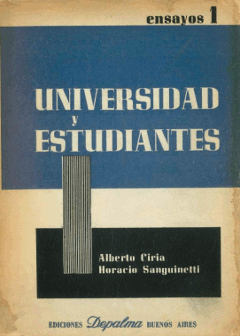 ensayos 1
UNIVERSIDAD
y
ESTUDIANTES
Alberto Ciria
Horacio Sanguinetti
EDICIONES Depalma BUENOS AIRES